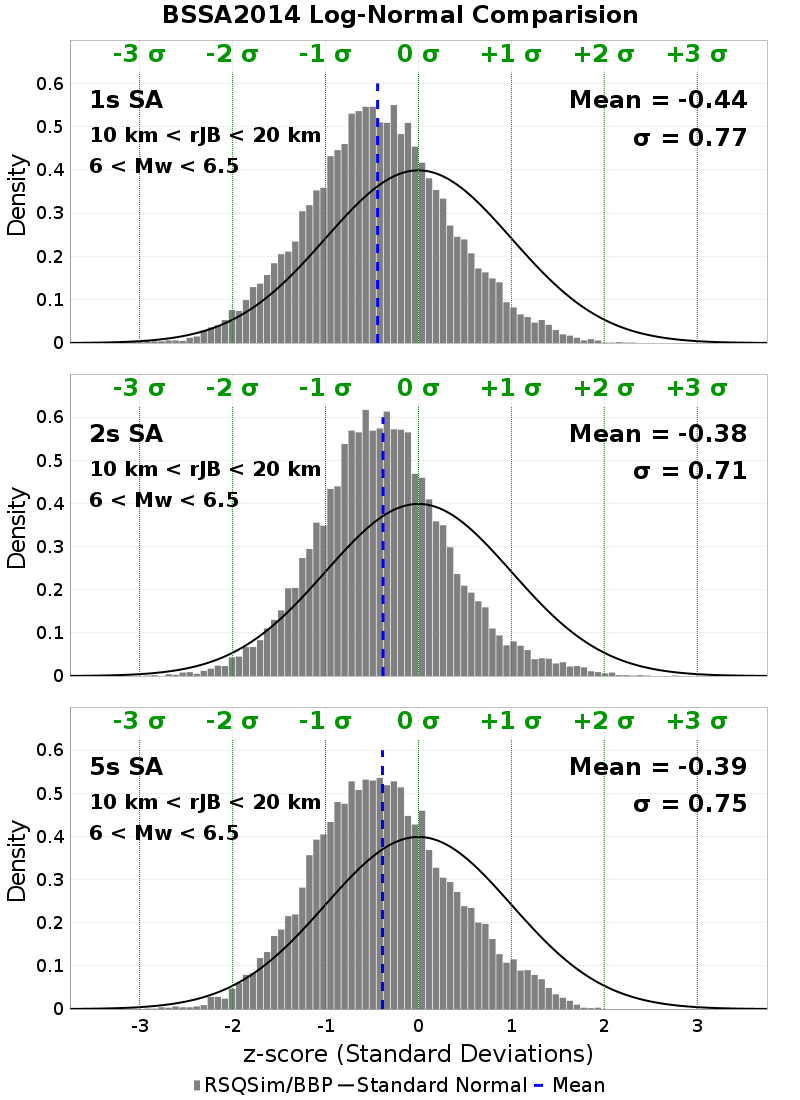 BSSA2014 Log-Normal Comparision
-3 σ -2 σ -1 σ 0 σ +1 σ +2 σ +3 σ
0.6
1s SA
Mean = -0.44
0.5
10 km < rJB < 20 km
σ = 0.77
6 < Mw < 6.5
0.4
Density
0.3
0.2
0.1
0
-3 σ -2 σ -1 σ 0 σ +1 σ +2 σ +3 σ
0.6
2s SA
Mean = -0.38
0.5
10 km < rJB < 20 km
σ = 0.71
6 < Mw < 6.5
0.4
Density
0.3
0.2
0.1
0
-3 σ -2 σ -1 σ 0 σ +1 σ +2 σ +3 σ
0.6
5s SA
Mean = -0.39
0.5
10 km < rJB < 20 km
σ = 0.75
6 < Mw < 6.5
0.4
Density
0.3
0.2
0.1
0
-3 -2 -1 0 1 2 3
z-score (Standard Deviations)
RSQSim/BBP Standard Normal Mean